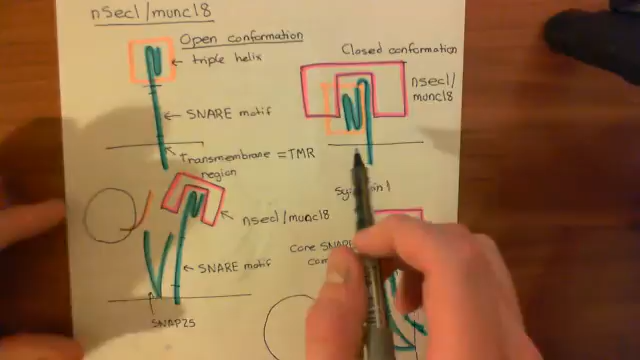 nsec1/munc18
Open conformation
← triple helix
← SNARE motif
Transmembrane = TMR
region
Closed conformation
nsec1/
munc18
nsec1/munc18
← SNARE motif
SNAP25
1
Core SNARE